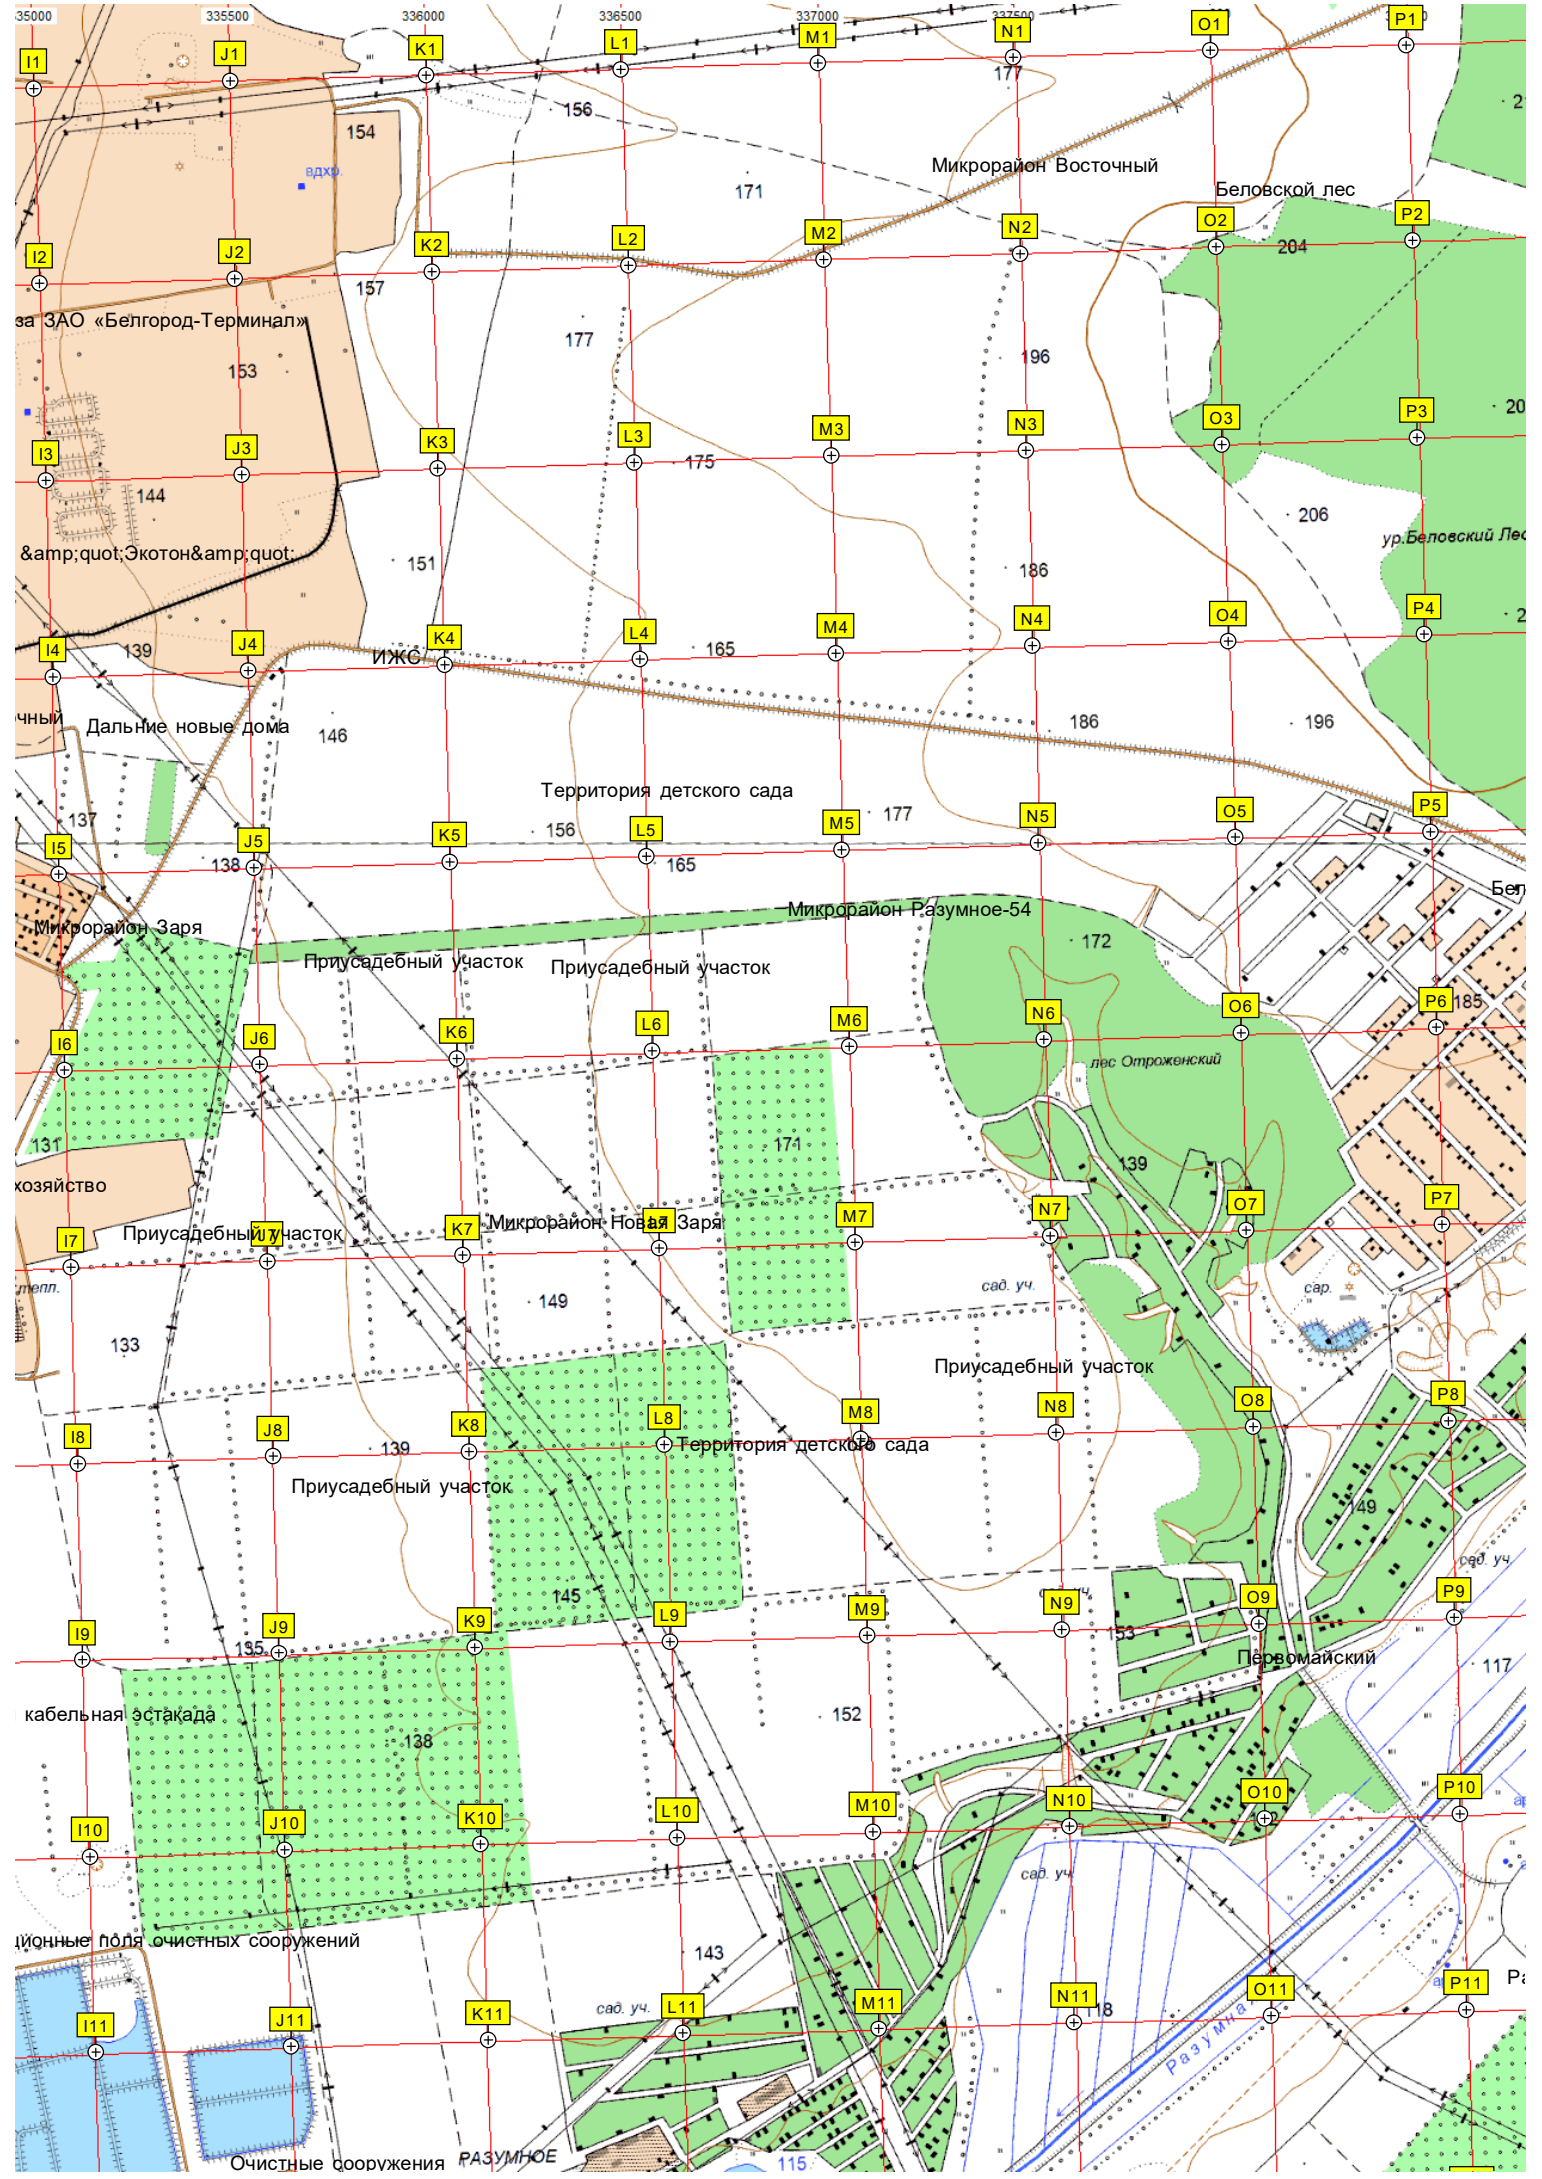 335500 336000 336500 337000
I1 J1 K1 L1 M1 N1 O1 P1
177
156
154
вдхр.
171
Микрорайон Восточный
Беловской лес
I2 J2 K2 L2 M2 N2 O2 P2
204
157
за ЗАО «Белгород-Терминал»
177
196
153
I3 J3 K3 L3 M3 N3 O3 P3
175
144
206
ур.Беловский Лес
&amp;quot;Экотон&amp;quot;
151
186
I4 J4 K4 L4 M4 N4 O4 P4
139
ИЖС
165
чный
Дальние новые дома
146
186
196
Территория детского сада
137
156
177
I5 J5 K5 L5 M5 N5 O5 P5
138
165
Бел
Микрорайон Заря
Микрорайон Разумное-54
172
Приусадебный участок
Приусадебный участок
I6 J6 K6 L6 M6 N6 O6 P6
185
лес Отроженский
131
171
139
хозяйство
I7 J7 K7 L7 M7 N7 O7 P7
Приусадебный участок
Микрорайон Новая Заря
тепл.
149
сад. уч.
сар.
133
Приусадебный участок
I8 J8 K8 L8 M8 N8 O8 P8
139
Территория детского сада
Приусадебный участок
149
сад. уч.
145
I9 J9 K9 L9 M9 N9 O9 P9
135
153
Первомайский
117
кабельная эстакада
152
138
I10 J10 K10 L10 M10 N10 O10 P10
сад. уч.
ционные поля очистных сооружений
143
I11 J11 K11 L11 M11 N11 O11 P11
сад. уч.
118
Разумная
Очистные сооружения
РАЗУМНОЕ
115